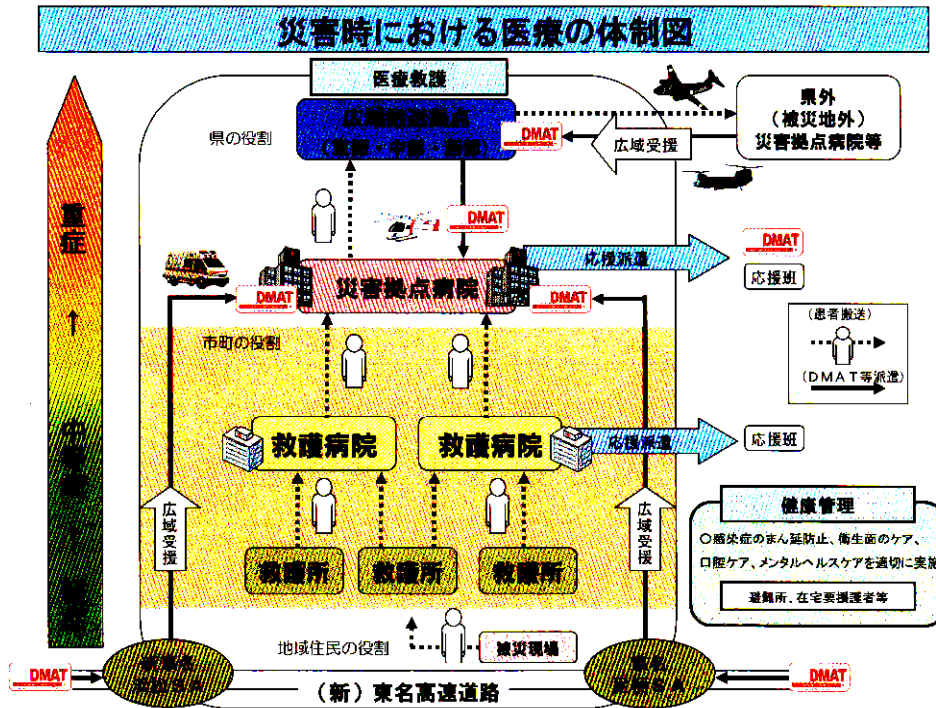 災害時における医療の体制図
医療救護
県の役割
DMAT
広域受援
県外
(被災地外)
災害拠点病院等
重症
↑
DMAT
DMAT
災害拠点病院
DMAT
応援派遣
DMAT
応援班
市町の役割
(患者搬送)
(DMAT等派遣)
救護病院
救護病院
応援派遣
応援班
広域受援
広域受援
健康管理
○感染症のまん延防止、衛生面のケア、
口腔ケア、メンタルヘルスケアを適切に実施
避難所、在宅要援護者等
救護所
救護所
救護所
地域住民の役割
被災現場
DMAT
(新)東名高速道路
DMAT